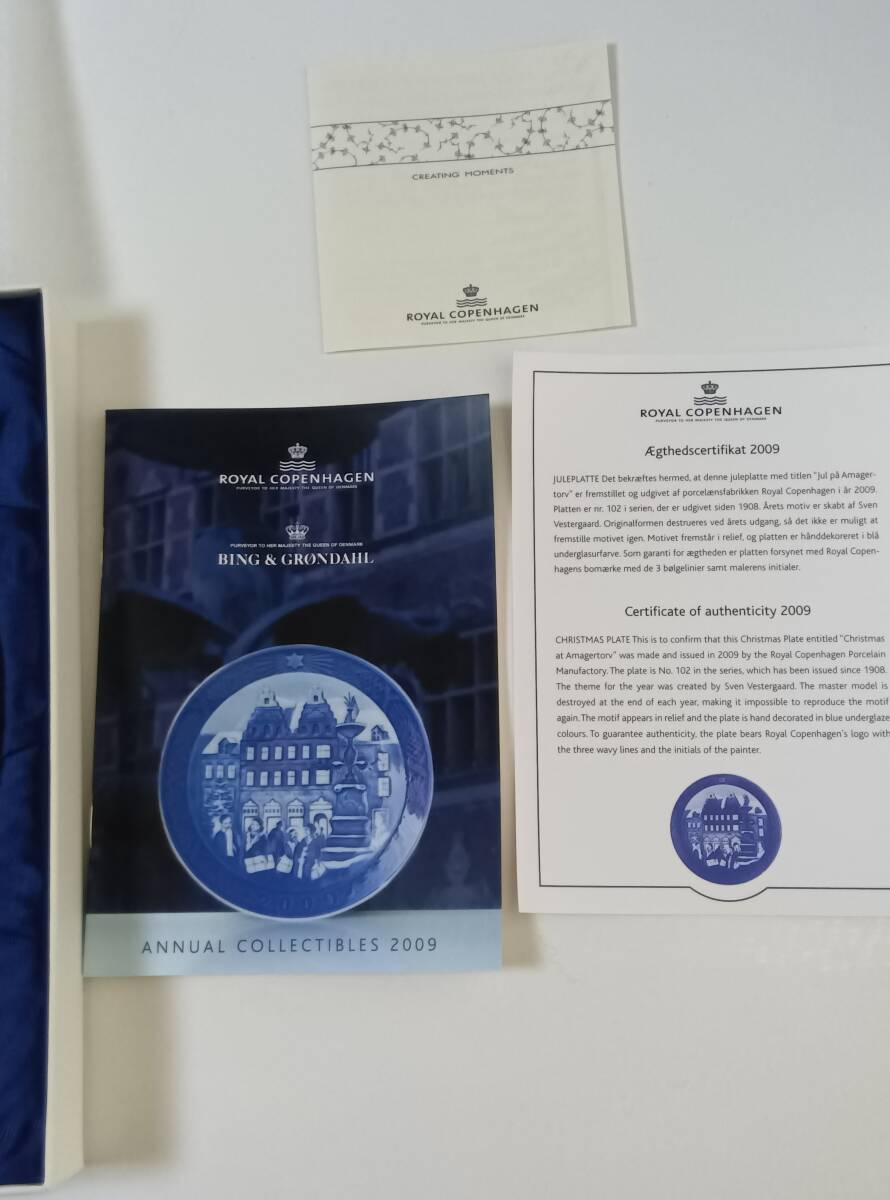 CREATING MOMENTS
ROYAL COPENHAGEN
PURVEYOR TO HER MAJESTY THE QUEEN OF DENMARK
ROYAL COPENHAGEN
PURVEYOR TO HER MAJESTY THE QUEEN OF DENMARK
PURVEYOR TO HER MAJESTY THE QUEEN OF DENMARK
BING & GRØNDAHL
2009
ANNUAL COLLECTIBLES 2009
ROYAL COPENHAGEN
PURVEYOR TO HER MAJESTY THE QUEEN OF DENMARK
Ægthedscertifikat 2009
JULEPLATTE Det bekræftes hermed, at denne juleplatte med titlen "Jul på Amager-
torv" er fremstillet og udgivet af porcelænsfabrikken Royal Copenhagen i år 2009.
Platten er nr. 102 i serien, der er udgivet siden 1908. Årets motiv er skabt af Sven
Vestergaard. Originalformen destrueres ved årets udgang, så det ikke er muligt at
fremstille motivet igen. Motivet fremstår i relief, og platten er hånddekoreret i blå
underglasurfarve. Som garanti for ægtheden er platten forsynet med Royal Copen-
hagens bomærke med de 3 bølgelinier samt malerens initialer.
Certificate of authenticity 2009
CHRISTMAS PLATE This is to confirm that this Christmas Plate entitled "Christmas
at Amagertorv" was made and issued in 2009 by the Royal Copenhagen Porcelain
Manufactory. The plate is No. 102 in the series, which has been issued since 1908.
The theme for the year was created by Sven Vestergaard. The master model is
destroyed at the end of each year, making it impossible to reproduce the motif
again. The motif appears in relief and the plate is hand decorated in blue underglaze
colours. To guarantee authenticity, the plate bears Royal Copenhagen's logo with
the three wavy lines and the initials of the painter.